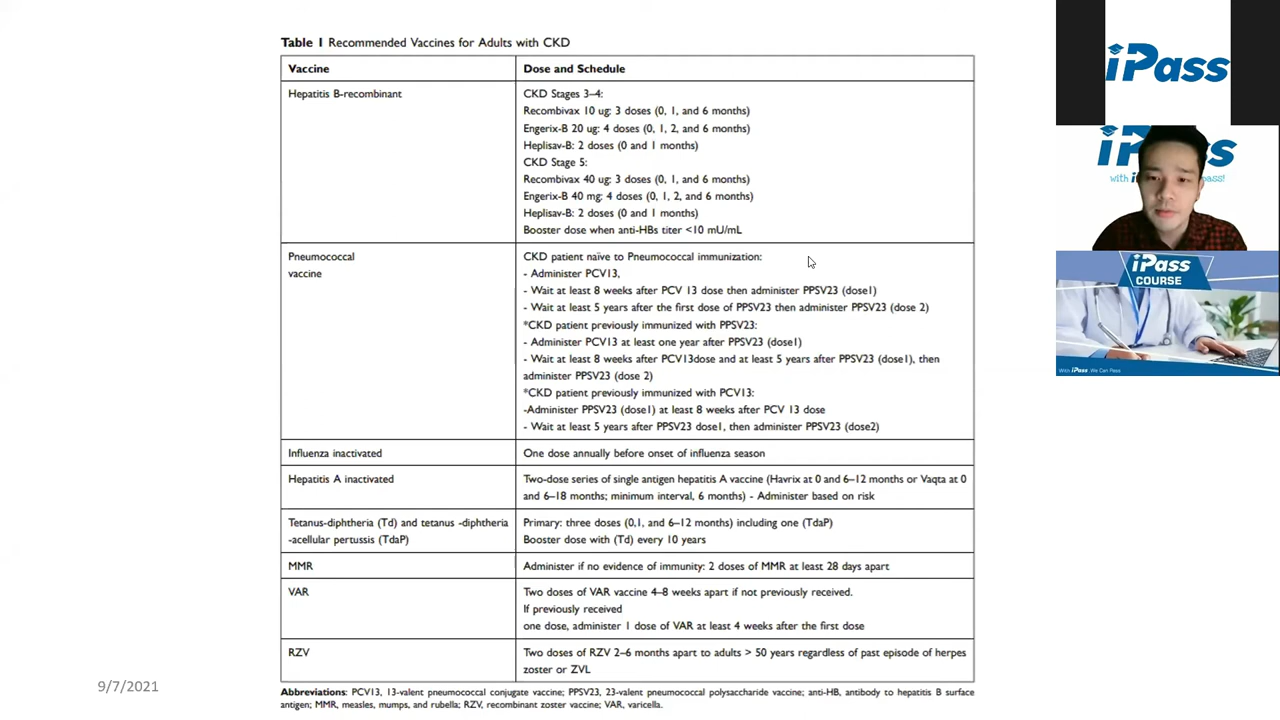 Table 1 Recommended Vaccines for Adults with CKD
Vaccine
Dose and Schedule
Hepatitis B-recombinant
CKD Stages 3–4:
Recombivax 10 ug: 3 doses (0, 1, and 6 months)
Engerix-B 20 ug: 4 doses (0, 1, 2, and 6 months)
Heplisav-B: 2 doses (0 and 1 months)
CKD Stage 5:
Recombivax 40 ug: 3 doses (0, 1, and 6 months)
Engerix-B 40 mg: 4 doses (0, 1, 2, and 6 months)
Heplisav-B: 2 doses (0 and 1 months)
Booster dose when anti-HBs titer <10 mU/mL
Pneumococcal
vaccine
CKD patient naïve to Pneumococcal immunization:
- Administer PCV13,
- Wait at least 8 weeks after PCV 13 dose then administer PPSV23 (dose1)
- Wait at least 5 years after the first dose of PPSV23 then administer PPSV23 (dose 2)
*CKD patient previously immunized with PPSV23:
- Administer PCV13 at least one year after PPSV23 (dose1)
- Wait at least 8 weeks after PCV13dose and at least 5 years after PPSV23 (dose1), then
administer PPSV23 (dose 2)
*CKD patient previously immunized with PCV13:
-Administer PPSV23 (dose1) at least 8 weeks after PCV 13 dose
- Wait at least 5 years after PPSV23 dose1, then administer PPSV23 (dose2)
Influenza inactivated
One dose annually before onset of influenza season
Hepatitis A inactivated
Two-dose series of single antigen hepatitis A vaccine (Havrix at 0 and 6–12 months or Vaqta at 0
and 6–18 months; minimum interval, 6 months) - Administer based on risk
Tetanus-diphtheria (Td) and tetanus -diphtheria
-acellular pertussis (TdaP)
Primary: three doses (0,1, and 6–12 months) including one (TdaP)
Booster dose with (Td) every 10 years
MMR
Administer if no evidence of immunity: 2 doses of MMR at least 28 days apart
VAR
Two doses of VAR vaccine 4–8 weeks apart if not previously received.
If previously received
one dose, administer 1 dose of VAR at least 4 weeks after the first dose
RZV
Two doses of RZV 2–6 months apart to adults > 50 years regardless of past episode of herpes
zoster or ZVL
Abbreviations: PCV13, 13-valent pneumococcal conjugate vaccine; PPSV23, 23-valent pneumococcal polysaccharide vaccine; anti-HB, antibody to hepatitis B surface
antigen; MMR, measles, mumps, and rubella; RZV, recombinant zoster vaccine; VAR, varicella.
9/7/2021
iPass
with
pass!
iPass
COURSE
With iPass ,We Can Pass